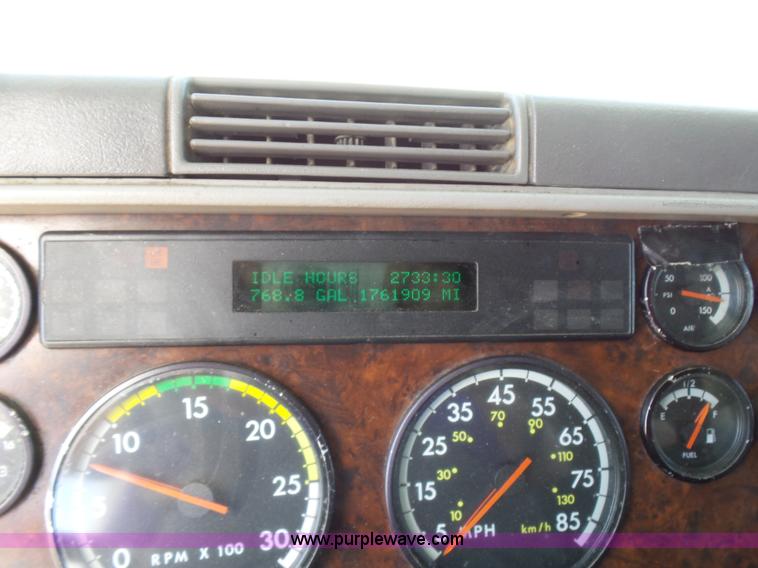 IDLE HOURS 2733:30
768.8 GAL 1761909 MI
50 100
PSI A
0 150
AIR
1/2
E F
FUEL
0 5 10 15 20 25 30
RPM X 100
5 15 25 35 45 55 65 75 85
10 30 50 70 90 110 130
MPH km/h
www.purplewave.com